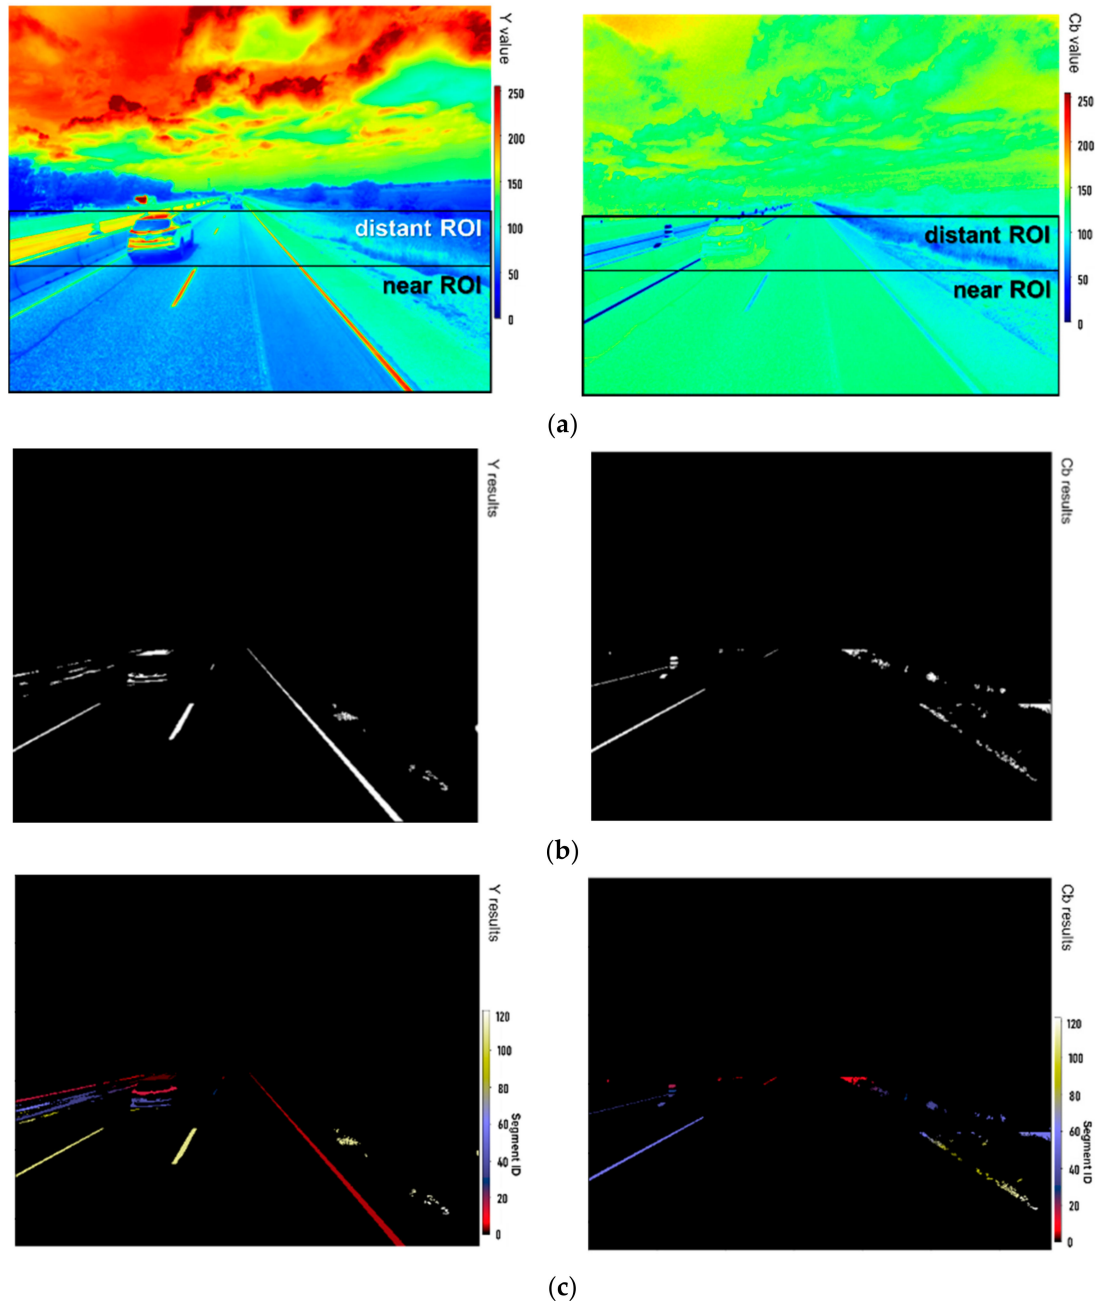 Y value
250
200
150
100
50
0
distant ROI
near ROI
Cb value
250
200
150
100
50
0
distant ROI
near ROI
(a)
Y results
Cb results
(b)
Y results
120
100
80
60
40
20
0
Segment ID
Cb results
120
100
80
60
40
20
0
Segment ID
(c)